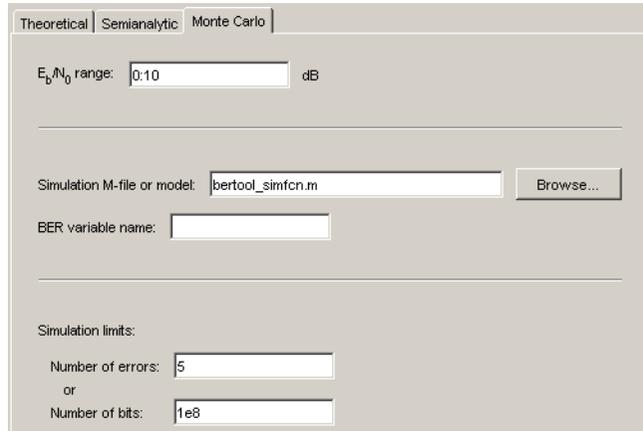 Theoretical Semianalytic Monte Carlo
Eb/N0 range: 0:10 dB
Simulation M-file or model: bertool_simfcn.m Browse...
BER variable name:
Simulation limits:
Number of errors: 5
or
Number of bits: 1e8